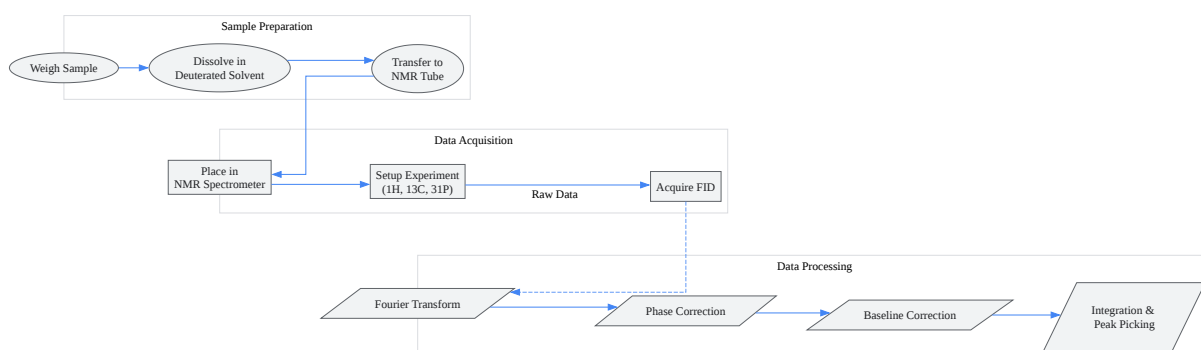 Sample Preparation
Weigh Sample
Dissolve in
Deuterated Solvent
Transfer to
NMR Tube
Data Acquisition
Place in
NMR Spectrometer
Setup Experiment
(1H, 13C, 31P)
Raw Data
Acquire FID
Data Processing
Fourier Transform
Phase Correction
Baseline Correction
Integration &
Peak Picking